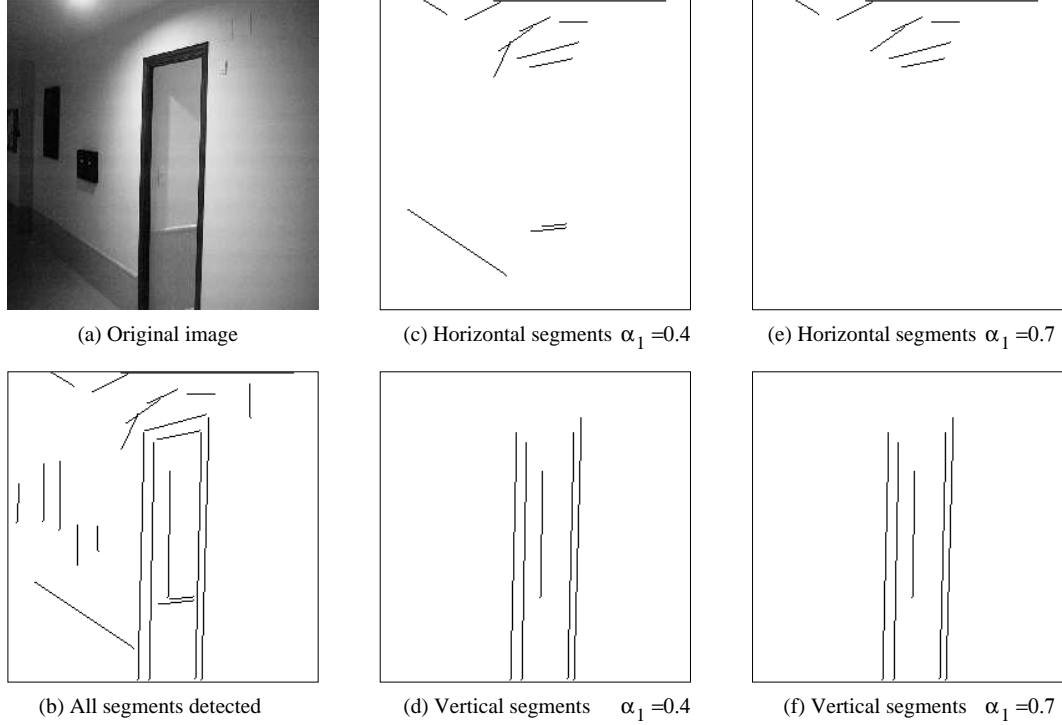 (a) Original image
(c) Horizontal segments α1 =0.4
(e) Horizontal segments α1 =0.7
(b) All segments detected
(d) Vertical segments α1 =0.4
(f) Vertical segments α1 =0.7